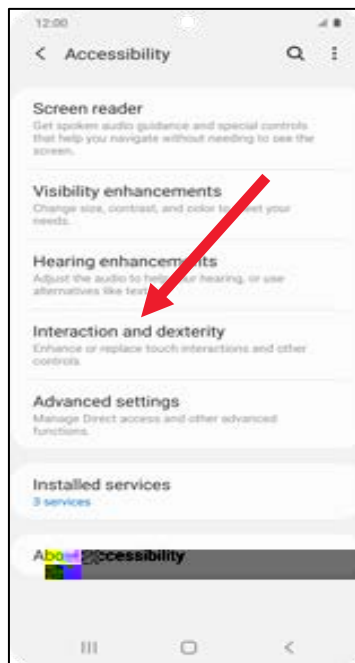 12:00
Accessibility
Screen reader
Get spoken audio guidance and special controls
that help you navigate without needing to see the
screen.
Visibility enhancements
Change size, contrast, and color to meet your
needs.
Hearing enhancements
Adjust the audio to help your hearing, or use
alternatives like text.
Interaction and dexterity
Enhance or replace touch interactions and other
controls.
Advanced settings
Manage Direct access and other advanced
functions.
Installed services
3 services
About accessibility